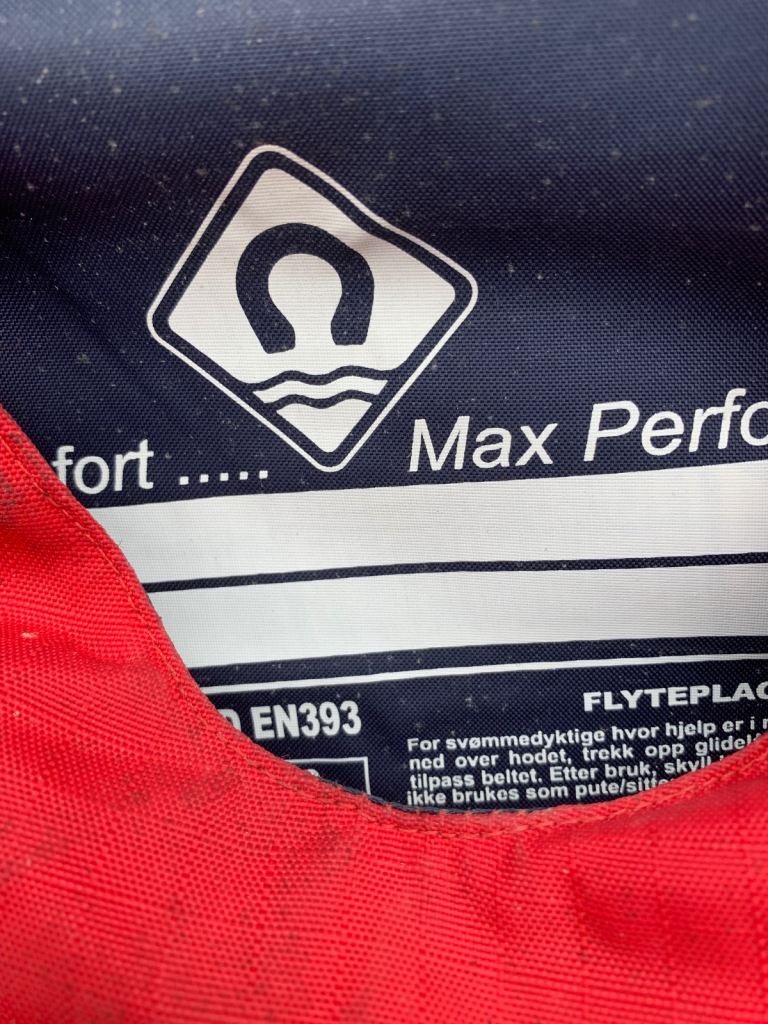 fort ..... Max Perfo
EN393
FLYTEPLAG
For svømmedyktige hvor hjelp er i
ned over hodet, trekk opp glidel
tilpass beltet. Etter bruk, skyll
ikke brukes som pute/sitt